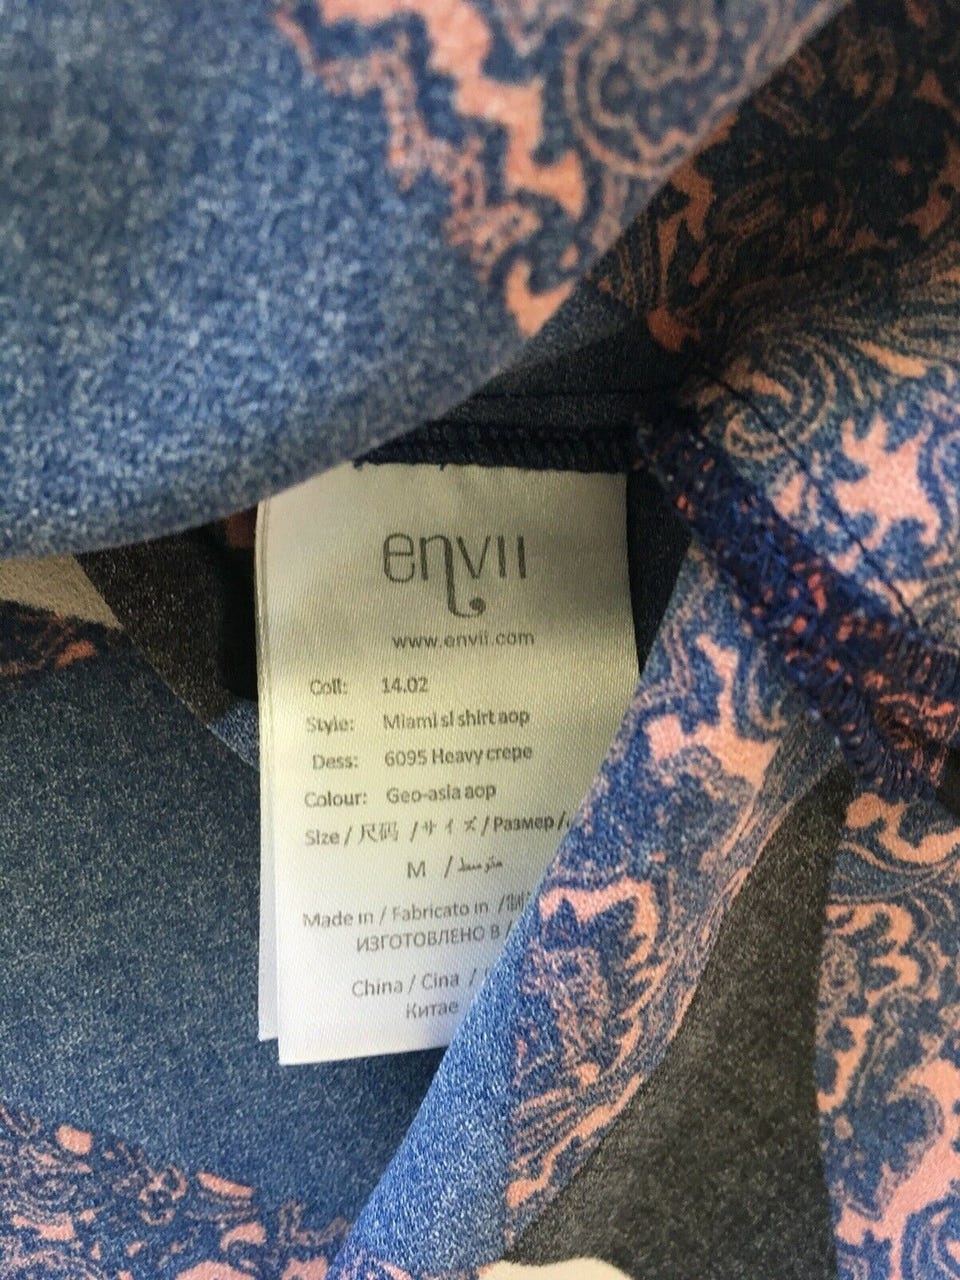 envii
www.envii.com
Coll: 14.02
Style: Miami sl shirt aop
Dess: 6095 Heavy crepe
Colour: Geo-asia aop
Size / 尺码 / サイズ / Размер /
M / متوسط
Made in / Fabricato in /
ИЗГОТОВЛЕНО В /
China / Cina /
Китае